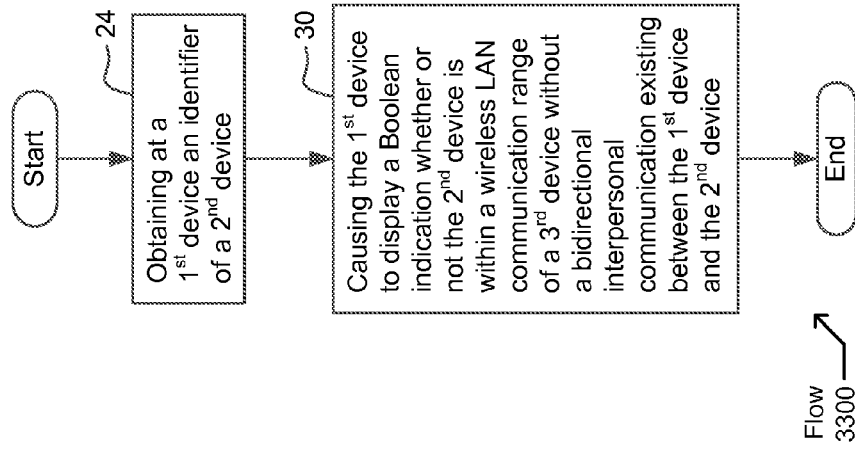 Start
24
Obtaining at a
1st device an identifier
of a 2nd device
30
Causing the 1st device
to display a Boolean
indication whether or
not the 2nd device is
within a wireless LAN
communication range
of a 3rd device without
a bidirectional
interpersonal
communication existing
between the 1st device
and the 2nd device
End
Flow
3300